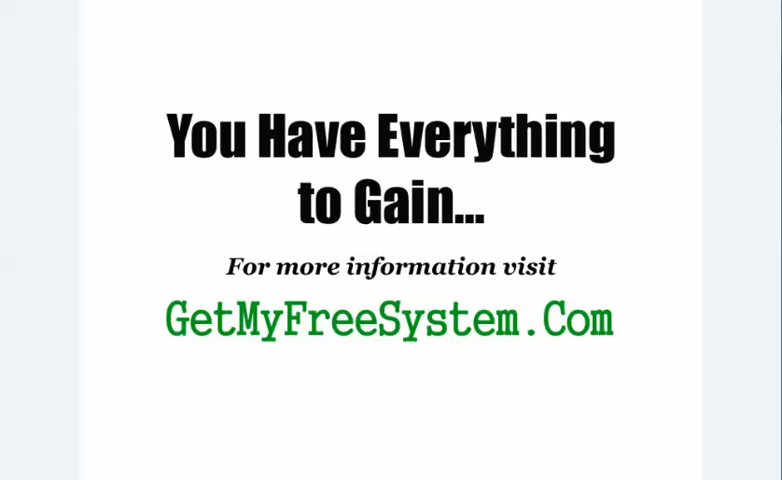 You Have Everything
to Gain...
For more information visit
GetMyFreeSystem.Com